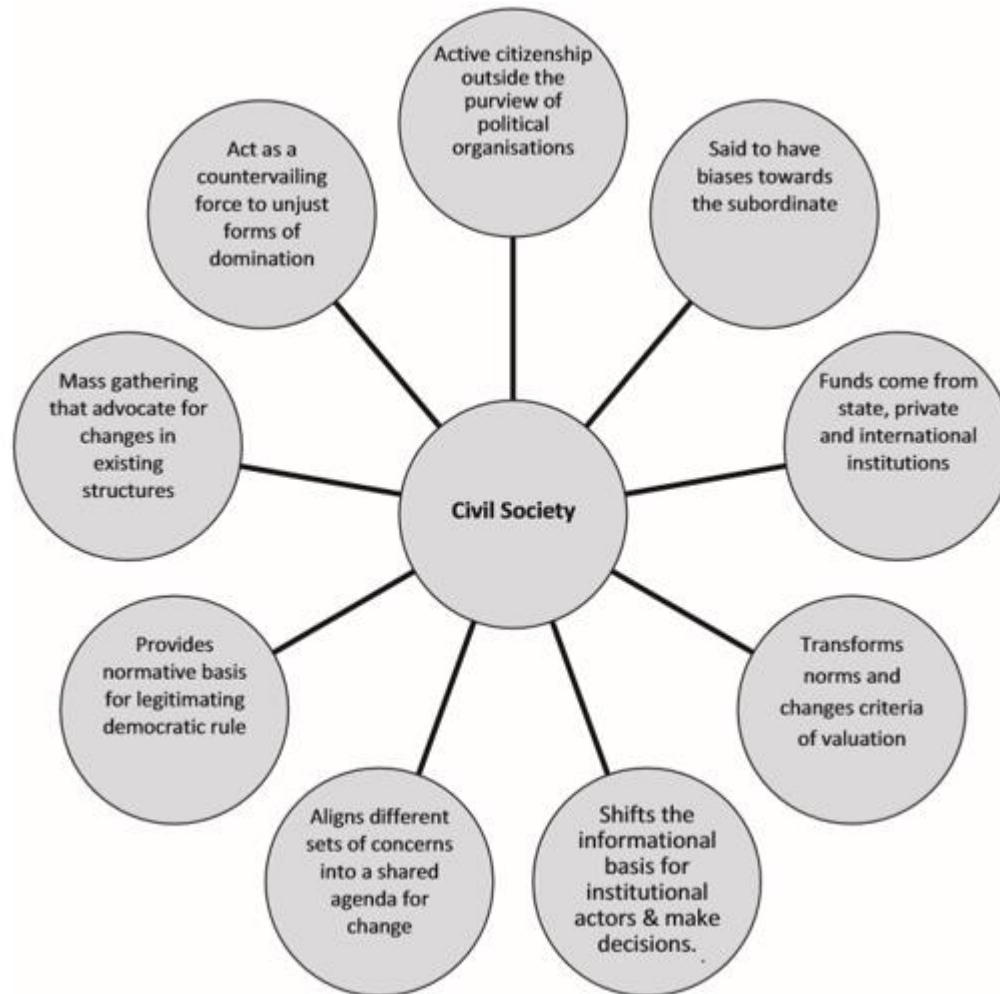 Active citizenship
outside the
purview of
political
organisations
Said to have
biases towards
the subordinate
Funds come from
state, private
and international
institutions
Transforms
norms and
changes criteria
of valuation
Shifts the
informational
basis for
institutional
actors & make
decisions.
Aligns different
sets of concerns
into a shared
agenda for
change
Provides
normative basis
for legitimating
democratic rule
Mass gathering
that advocate for
changes in
existing
structures
Act as a
countervailing
force to unjust
forms of
domination
Civil Society